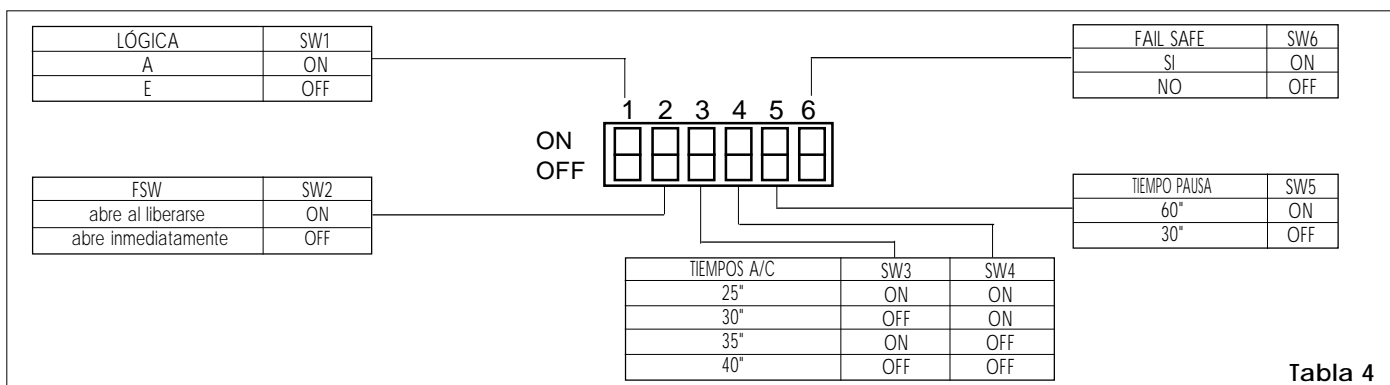 LÓGICA SW1
A ON
E OFF
FAIL SAFE SW6
SI ON
NO OFF
1 2 3 4 5 6
ON
OFF
FSW SW2
abre al liberarse ON
abre inmediatamente OFF
TIEMPO PAUSA SW5
60" ON
30" OFF
TIEMPOS A/C SW3 SW4
25" ON ON
30" OFF ON
35" ON OFF
40" OFF OFF
Tabla 4